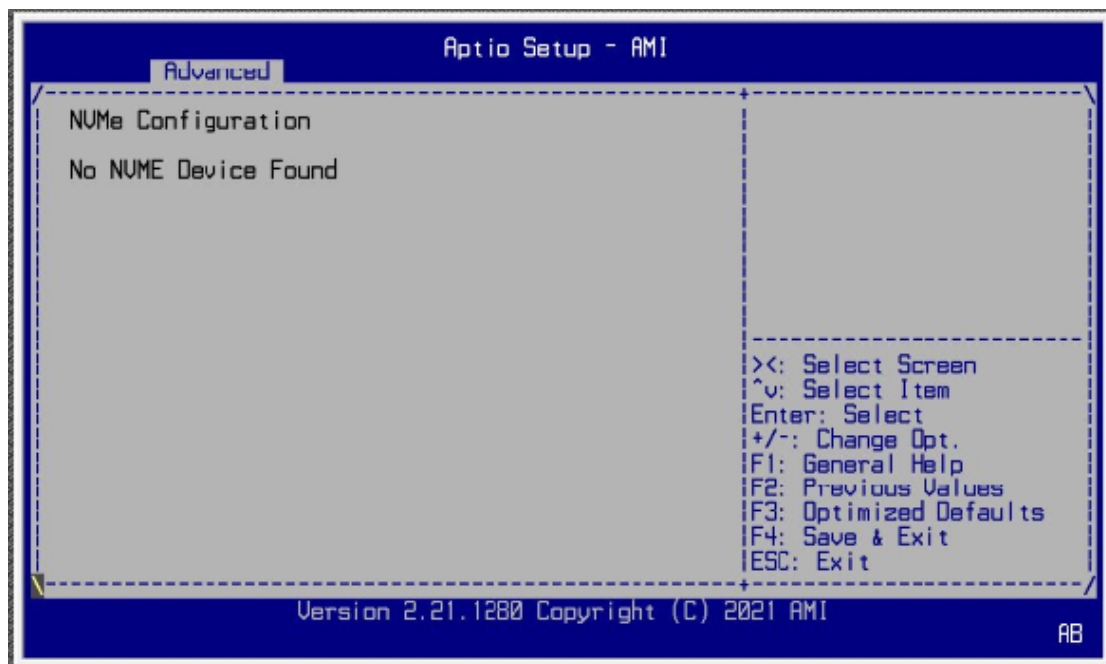 Aptio Setup - AMI
Advanced
NVMe Configuration
No NVME Device Found
><: Select Screen
^v: Select Item
Enter: Select
+/-: Change Opt.
F1: General Help
F2: Previous Values
F3: Optimized Defaults
F4: Save & Exit
ESC: Exit
Version 2.21.1280 Copyright (C) 2021 AMI
AB